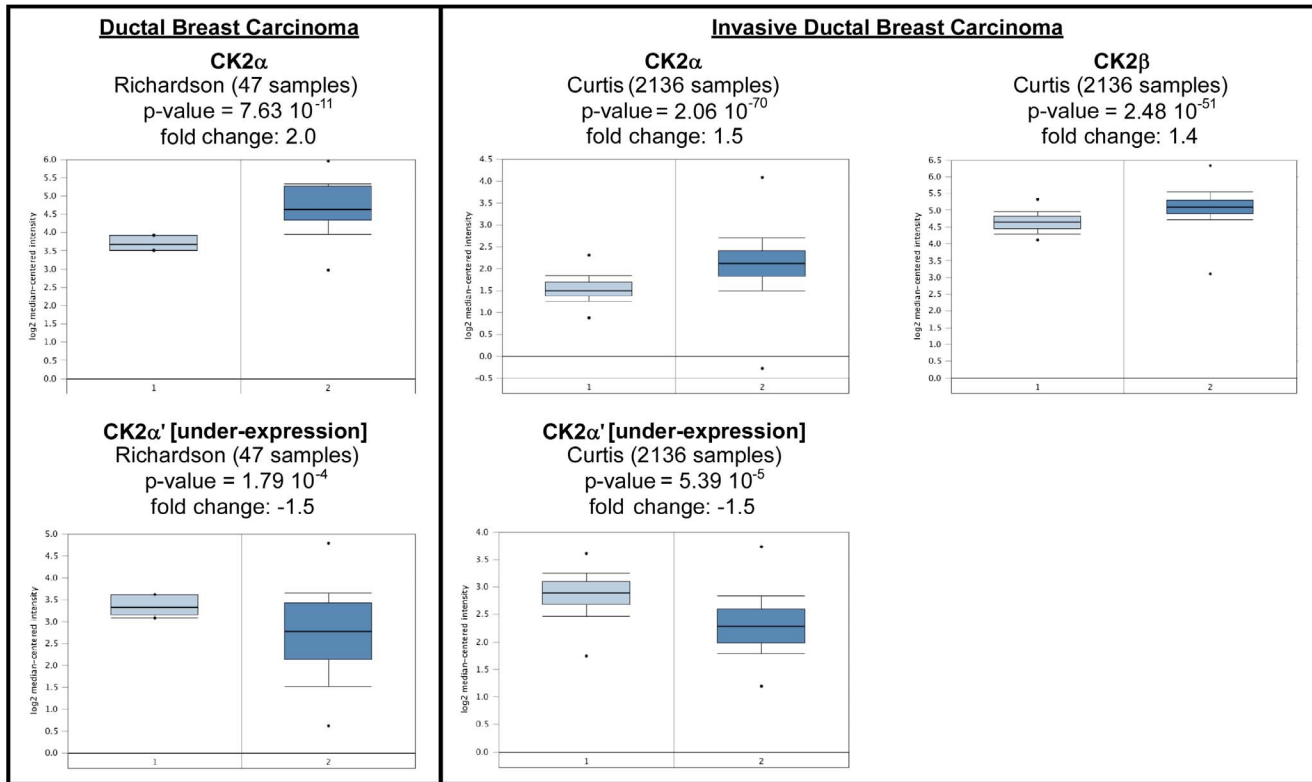 Ductal Breast Carcinoma
CK2α
Richardson (47 samples)
p-value = 7.63 10^-11
fold change: 2.0
6.0
5.5
5.0
4.5
4.0
3.5
3.0
2.5
2.0
1.5
1.0
0.5
0.0
log2 median-centered intensity
1 2
CK2α' [under-expression]
Richardson (47 samples)
p-value = 1.79 10^-4
fold change: -1.5
5.0
4.5
4.0
3.5
3.0
2.5
2.0
1.5
1.0
0.5
0.0
log2 median-centered intensity
1 2
Invasive Ductal Breast Carcinoma
CK2α
Curtis (2136 samples)
p-value = 2.06 10^-70
fold change: 1.5
4.5
4.0
3.5
3.0
2.5
2.0
1.5
1.0
0.5
0.0
-0.5
log2 median-centered intensity
1 2
CK2β
Curtis (2136 samples)
p-value = 2.48 10^-51
fold change: 1.4
6.5
6.0
5.5
5.0
4.5
4.0
3.5
3.0
2.5
2.0
1.5
1.0
0.5
0.0
log2 median-centered intensity
1 2
CK2α' [under-expression]
Curtis (2136 samples)
p-value = 5.39 10^-5
fold change: -1.5
4.0
3.5
3.0
2.5
2.0
1.5
1.0
0.5
0.0
log2 median-centered intensity
1 2